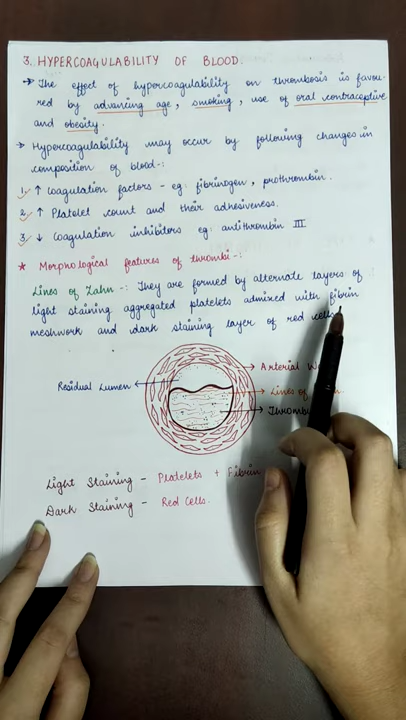 3. HYPERCOAGULABILITY OF BLOOD.
→ The effect of hypercoagulability on thrombosis is favou-
red by advancing age, smoking, use of oral contraceptive
and obesity.
→ Hypercoagulability may occur by following changes in
composition of blood-:
1. ↑ Coagulation factors - eg: fibrinogen, prothrombin.
2. ↑ Platelet count and their adhesiveness.
3. ↓ Coagulation inhibitors eg: antithrombin III
* Morphological features of thrombi-:
Lines of Zahn-: They are formed by alternate layers of
light staining aggregated platelets admixed with fibrin
meshwork and dark staining layer of red cells.
Arterial
Residual Lumen
Lines of
Light Staining - Platelets + Fibrin
Dark Staining - Red Cells.